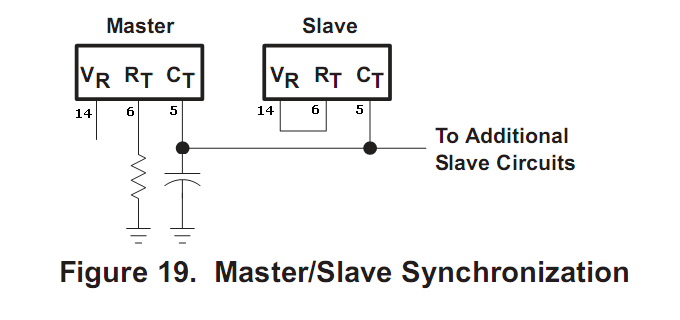 Master Slave
VR RT CT VR RT CT
14 6 5 14 6 5
To Additional
Slave Circuits
Figure 19. Master/Slave Synchronization